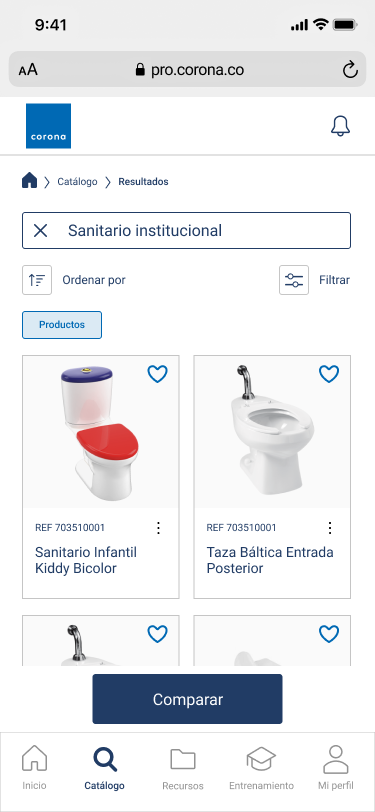 9:41
AA pro.corona.co
corona
Catálogo Resultados
Sanitario institucional
Ordenar por Filtrar
Productos
REF 703510001
Sanitario Infantil
Kiddy Bicolor
REF 703510001
Taza Báltica Entrada
Posterior
Comparar
Inicio Catálogo Recursos Entrenamiento Mi perfil